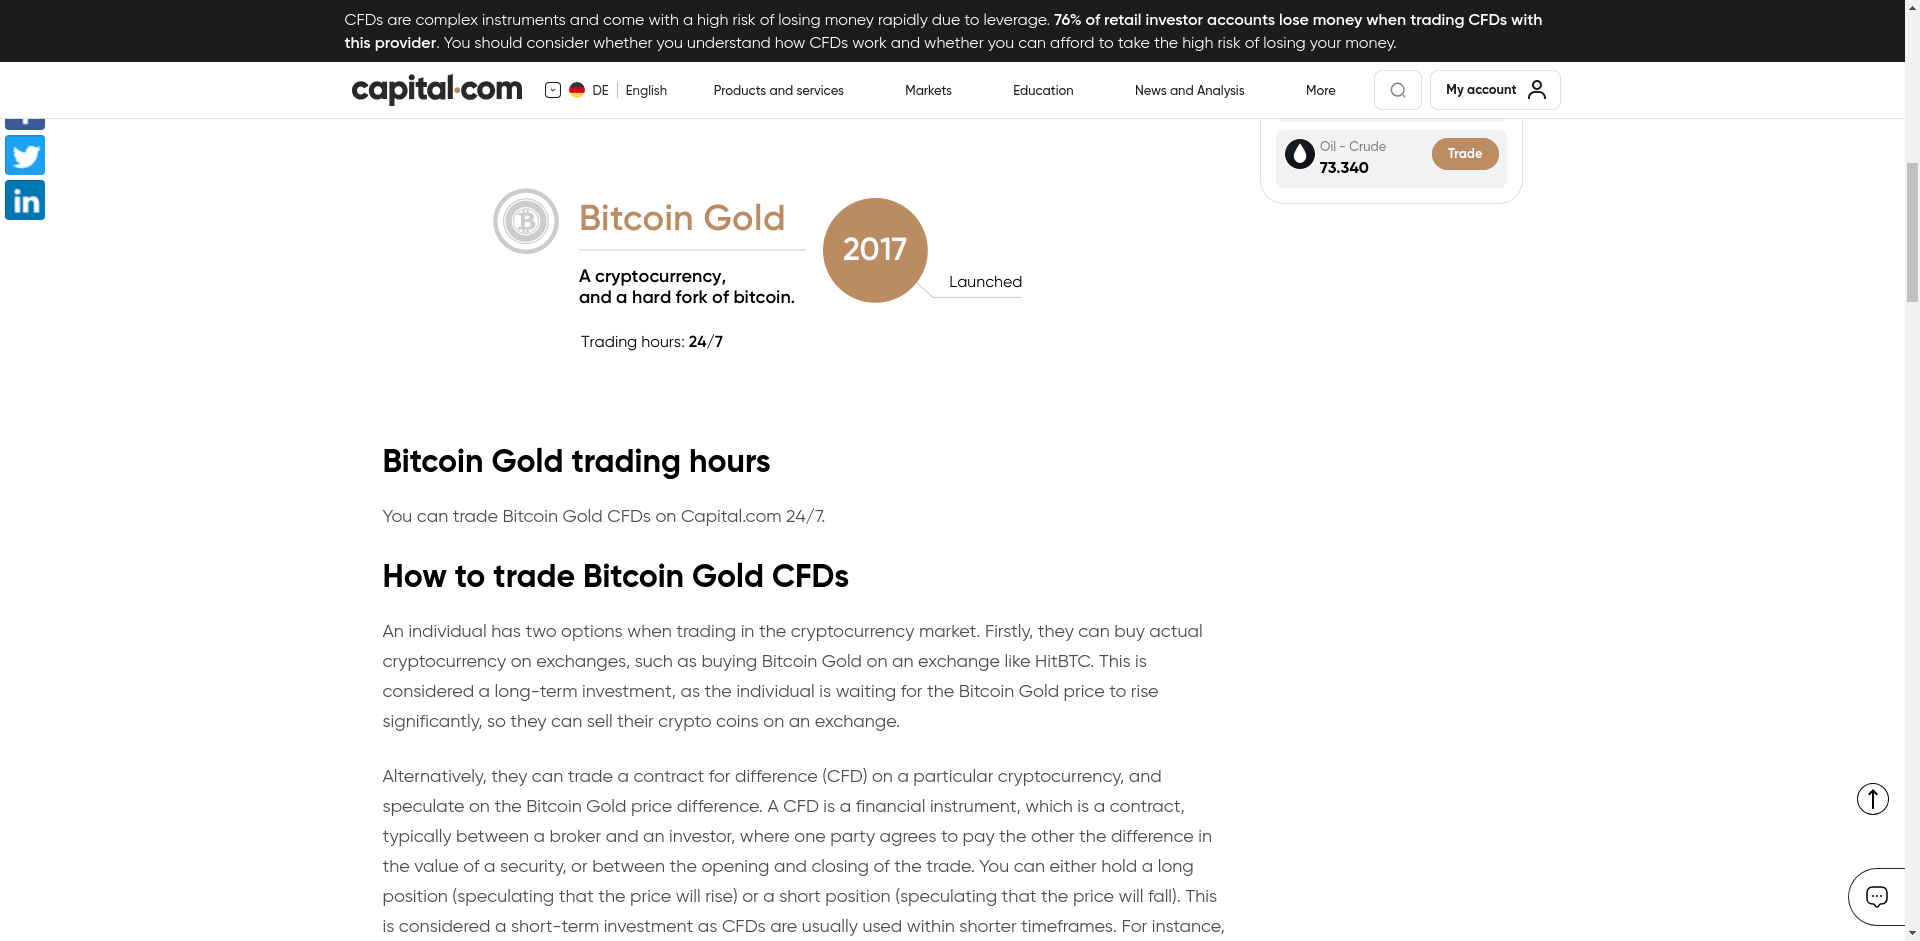 CFDs are complex instruments and come with a high risk of losing money rapidly due to leverage. 76% of retail investor accounts lose money when trading CFDs with
this provider. You should consider whether you understand how CFDs work and whether you can afford to take the high risk of losing your money.
capital.com
DE
English
Products and services
Markets
Education
News and Analysis
More
My account
Oil - Crude
73.340
Trade
in
Bitcoin Gold
2017
Launched
A cryptocurrency,
and a hard fork of bitcoin.
Trading hours: 24/7
Bitcoin Gold trading hours
You can trade Bitcoin Gold CFDs on Capital.com 24/7.
How to trade Bitcoin Gold CFDs
An individual has two options when trading in the cryptocurrency market. Firstly, they can buy actual
cryptocurrency on exchanges, such as buying Bitcoin Gold on an exchange like HitBTC. This is
considered a long-term investment, as the individual is waiting for the Bitcoin Gold price to rise
significantly, so they can sell their crypto coins on an exchange.
Alternatively, they can trade a contract for difference (CFD) on a particular cryptocurrency, and
speculate on the Bitcoin Gold price difference. A CFD is a financial instrument, which is a contract,
typically between a broker and an investor, where one party agrees to pay the other the difference in
the value of a security, or between the opening and closing of the trade. You can either hold a long
position (speculating that the price will rise) or a short position (speculating that the price will fall). This
is considered a short-term investment as CFDs are usually used within shorter timeframes. For instance,